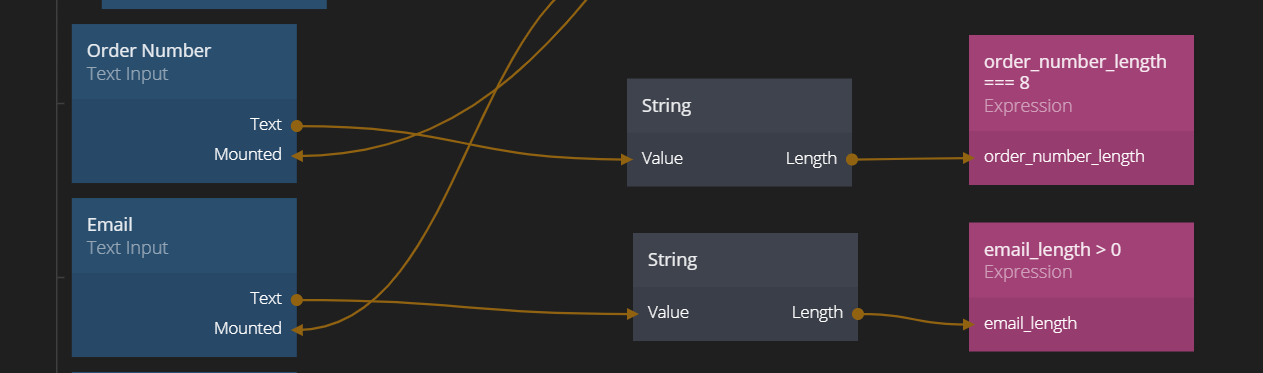 Order Number
Text Input
Text
Mounted
String
Value Length
order_number_length
=== 8
Expression
order_number_length
Email
Text Input
Text
Mounted
String
Value Length
email_length > 0
Expression
email_length